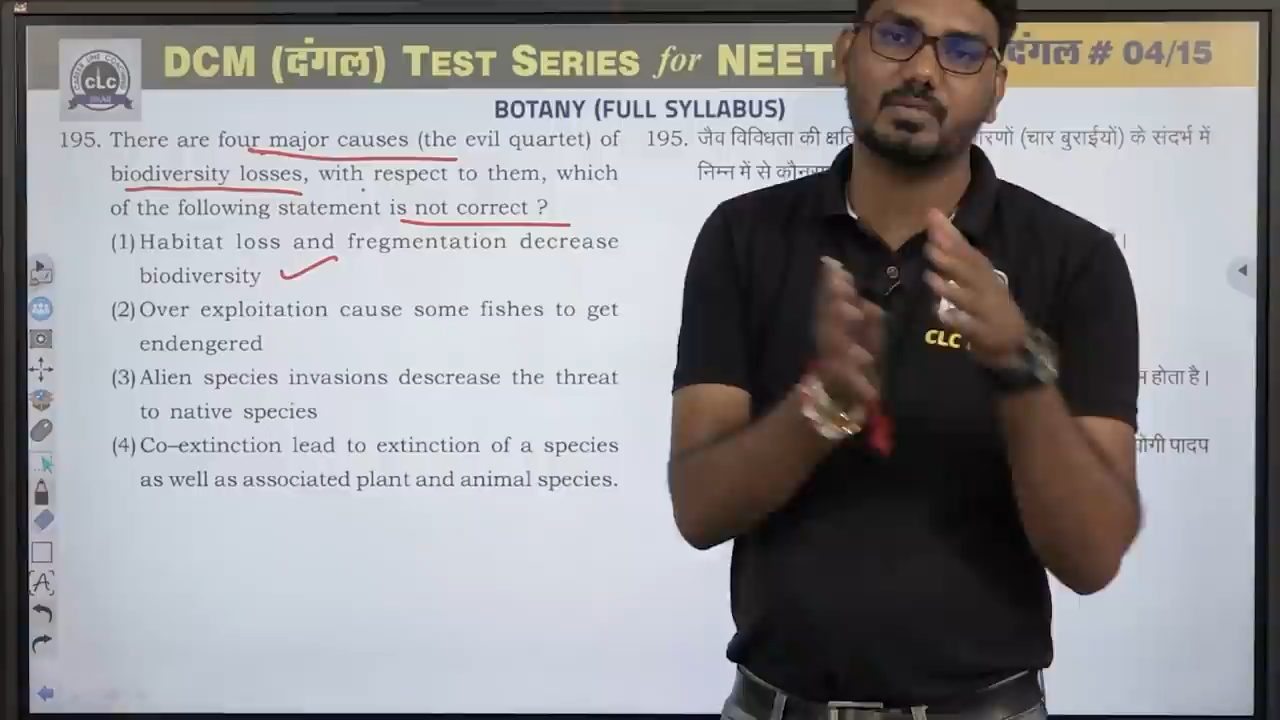 CLC
DCM (दंगल) TEST SERIES for NEET-
दंगल # 04/15
BOTANY (FULL SYLLABUS)
195. There are four major causes (the evil quartet) of
biodiversity losses, with respect to them, which
of the following statement is not correct ?
(1) Habitat loss and fregmentation decrease
biodiversity
(2) Over exploitation cause some fishes to get
endangered
(3) Alien species invasions descrease the threat
to native species
(4) Co–extinction lead to extinction of a species
as well as associated plant and animal species.
195. जैव विविधता की
(चार बुराईयों) के संदर्भ में
निम्न में से
होता है।
पादप
CLC